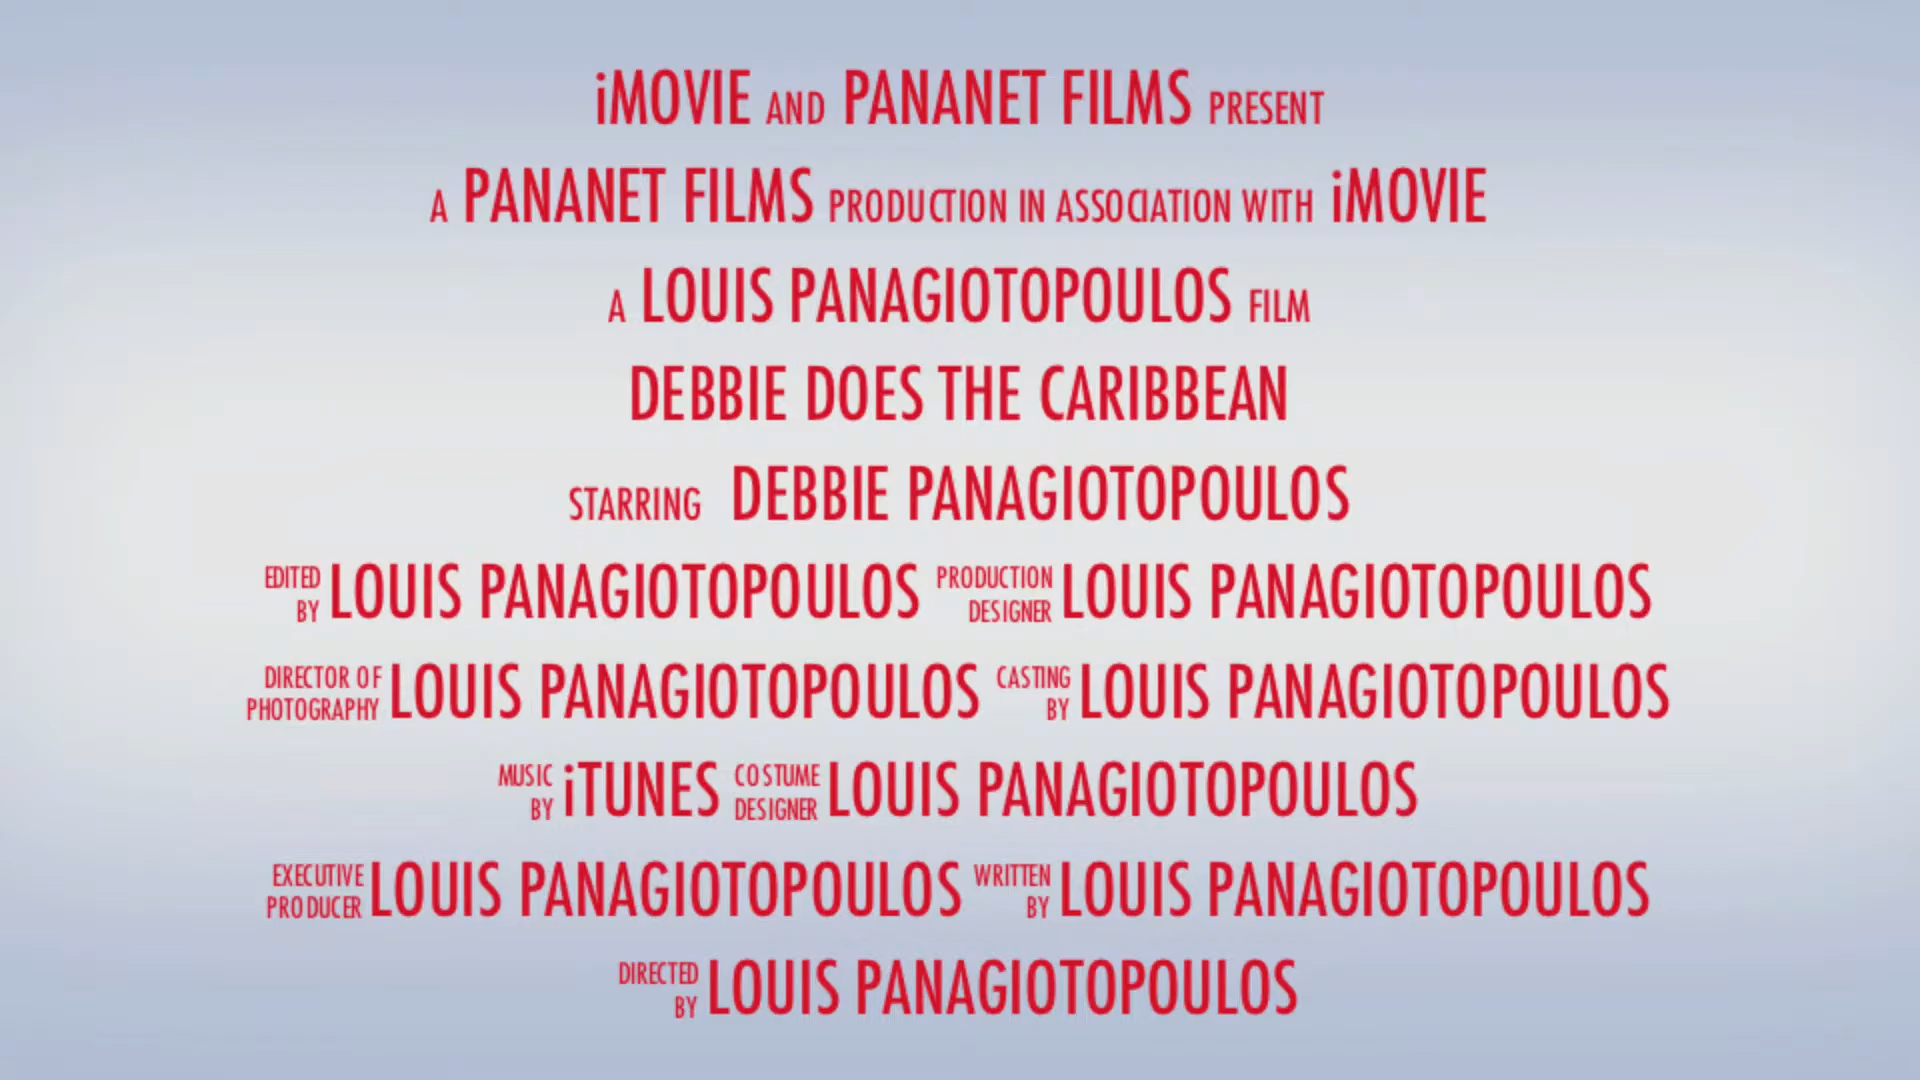 iMOVIE AND PANANET FILMS PRESENT
A PANANET FILMS PRODUCTION IN ASSOCIATION WITH iMOVIE
A LOUIS PANAGIOTOPOULOS FILM
DEBBIE DOES THE CARIBBEAN
STARRING DEBBIE PANAGIOTOPOULOS
EDITED BY LOUIS PANAGIOTOPOULOS PRODUCTION DESIGNER LOUIS PANAGIOTOPOULOS
DIRECTOR OF PHOTOGRAPHY LOUIS PANAGIOTOPOULOS CASTING BY LOUIS PANAGIOTOPOULOS
MUSIC BY iTUNES COSTUME DESIGNER LOUIS PANAGIOTOPOULOS
EXECUTIVE PRODUCER LOUIS PANAGIOTOPOULOS WRITTEN BY LOUIS PANAGIOTOPOULOS
DIRECTED BY LOUIS PANAGIOTOPOULOS